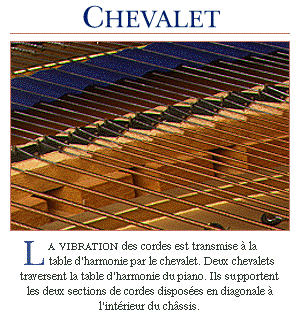 CHEVALET
LA VIBRATION des cordes est transmise à la
table d'harmonie par le chevalet. Deux chevalets
traversent la table d'harmonie du piano. Ils supportent
les deux sections de cordes disposées en diagonale à
l'intérieur du châssis.